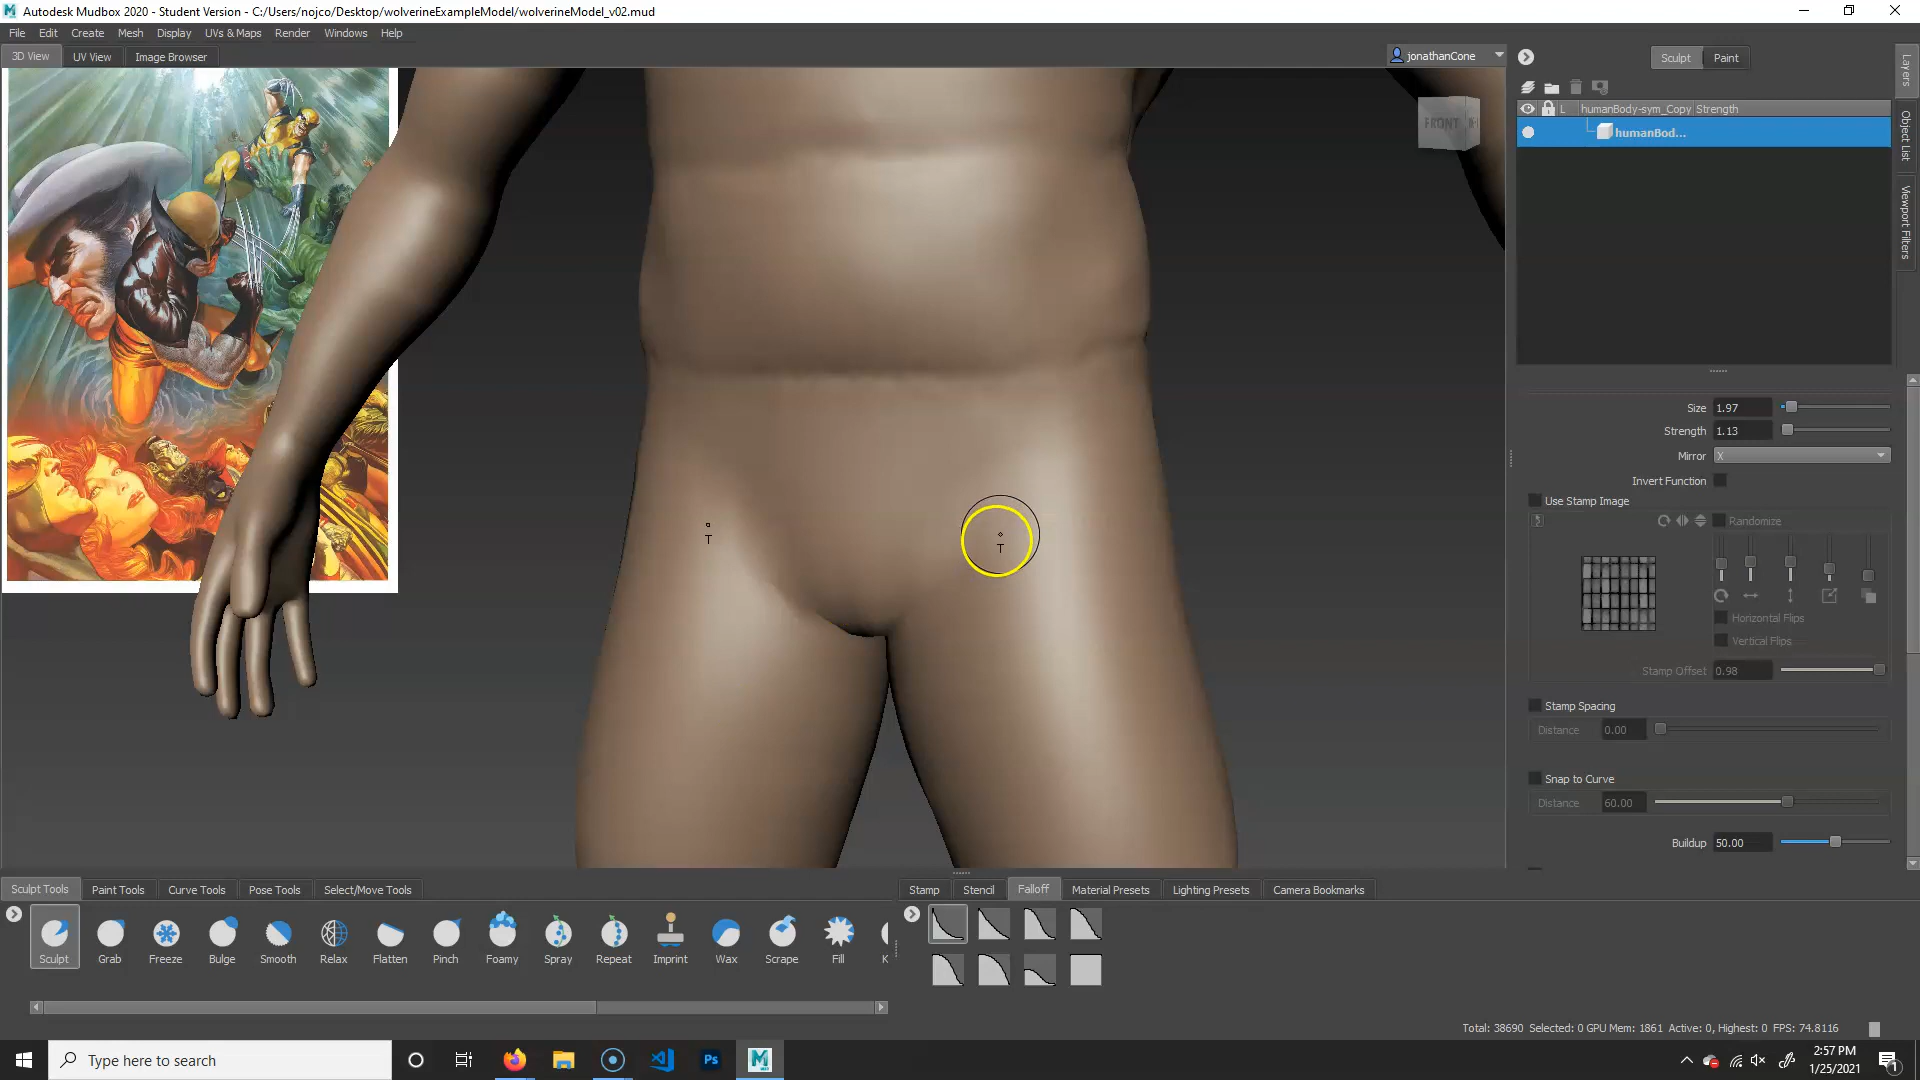 Autodesk Mudbox 2020 - Student Version - C:/Users/nojco/Desktop/wolverineExampleModel/wolverineModel_v02.mud
File Edit Create Mesh Display UVs & Maps Render Windows Help
3D View UV View Image Browser
jonathanCone
Sculpt Paint
Layers
Object List
Viewport Filters
L humanBody-sym_Copy Strength
humanBod...
FRONT
Size 1.97
Strength 1.13
Mirror X
Invert Function
Use Stamp Image
Randomize
Horizontal Flips
Vertical Flips
Stamp Offset 0.98
Stamp Spacing
Distance 0.00
Snap to Curve
Distance 60.00
Buildup 50.00
T
T
Sculpt Tools Paint Tools Curve Tools Pose Tools Select/Move Tools
Sculpt Grab Freeze Bulge Smooth Relax Flatten Pinch Foamy Spray Repeat Imprint Wax Scrape Fill K
Stamp Stencil Falloff Material Presets Lighting Presets Camera Bookmarks
Total: 38690 Selected: 0 GPU Mem: 1861 Active: 0, Highest: 0 FPS: 74.8116
Type here to search
Ps
M
2:57 PM
1/25/2021
1